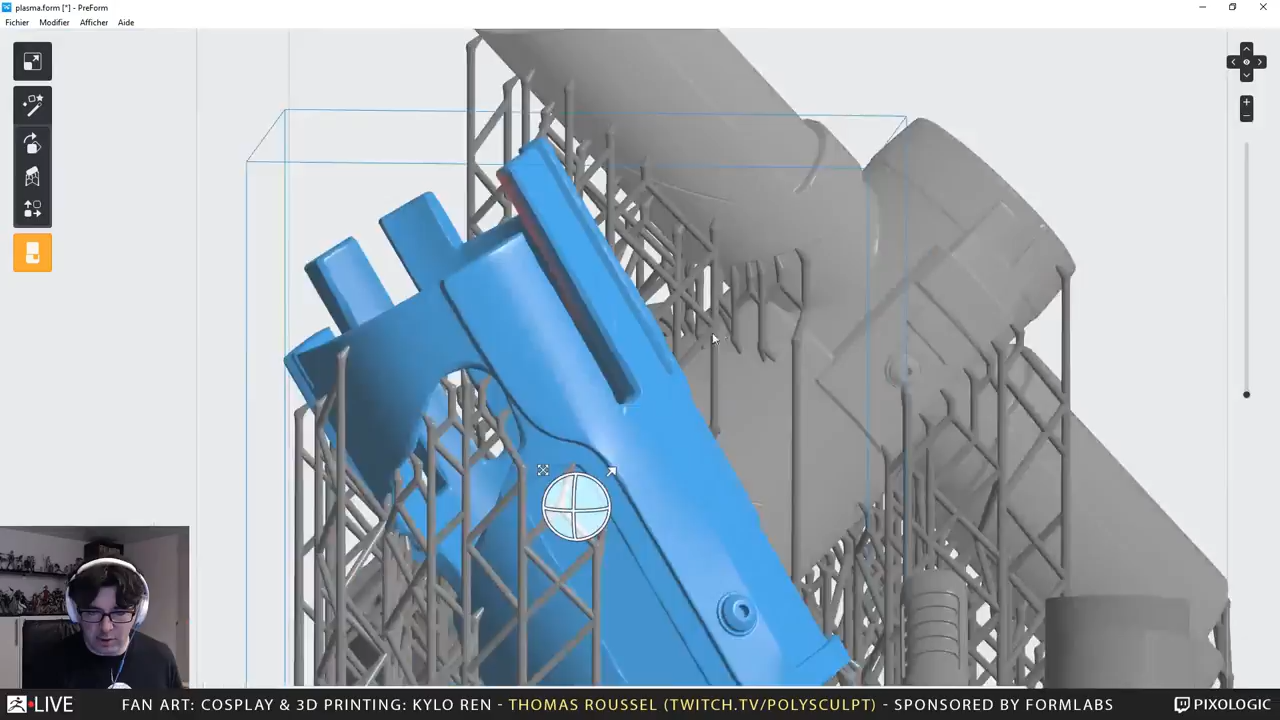 plasma.form [*] - PreForm
Fichier Modifier Afficher Aide
LIVE
FAN ART: COSPLAY & 3D PRINTING: KYLO REN - THOMAS ROUSSEL (TWITCH.TV/POLYSCULPT) - SPONSORED BY FORMLABS
PIXOLOGIC